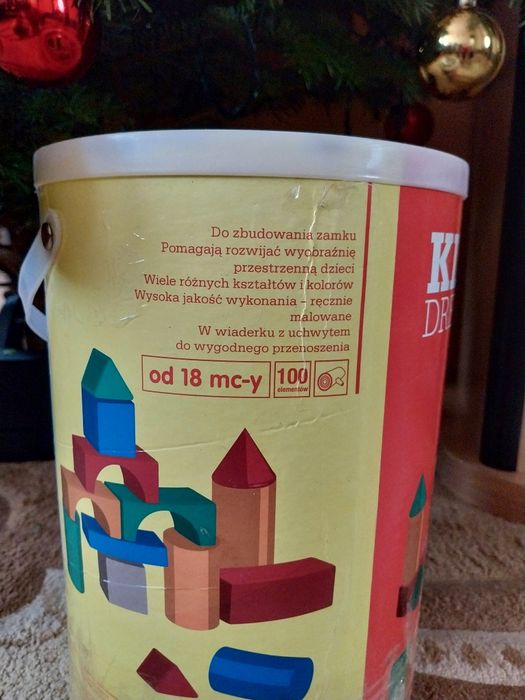 Do zbudowania zamku
Pomagają rozwijać wyobraźnię
przestrzenną dzieci
Wiele różnych kształtów i kolorów
Wysoka jakość wykonania - ręcznie
malowane
W wiaderku z uchwytem
do wygodnego przenoszenia
od 18 mc-y
100
elementów